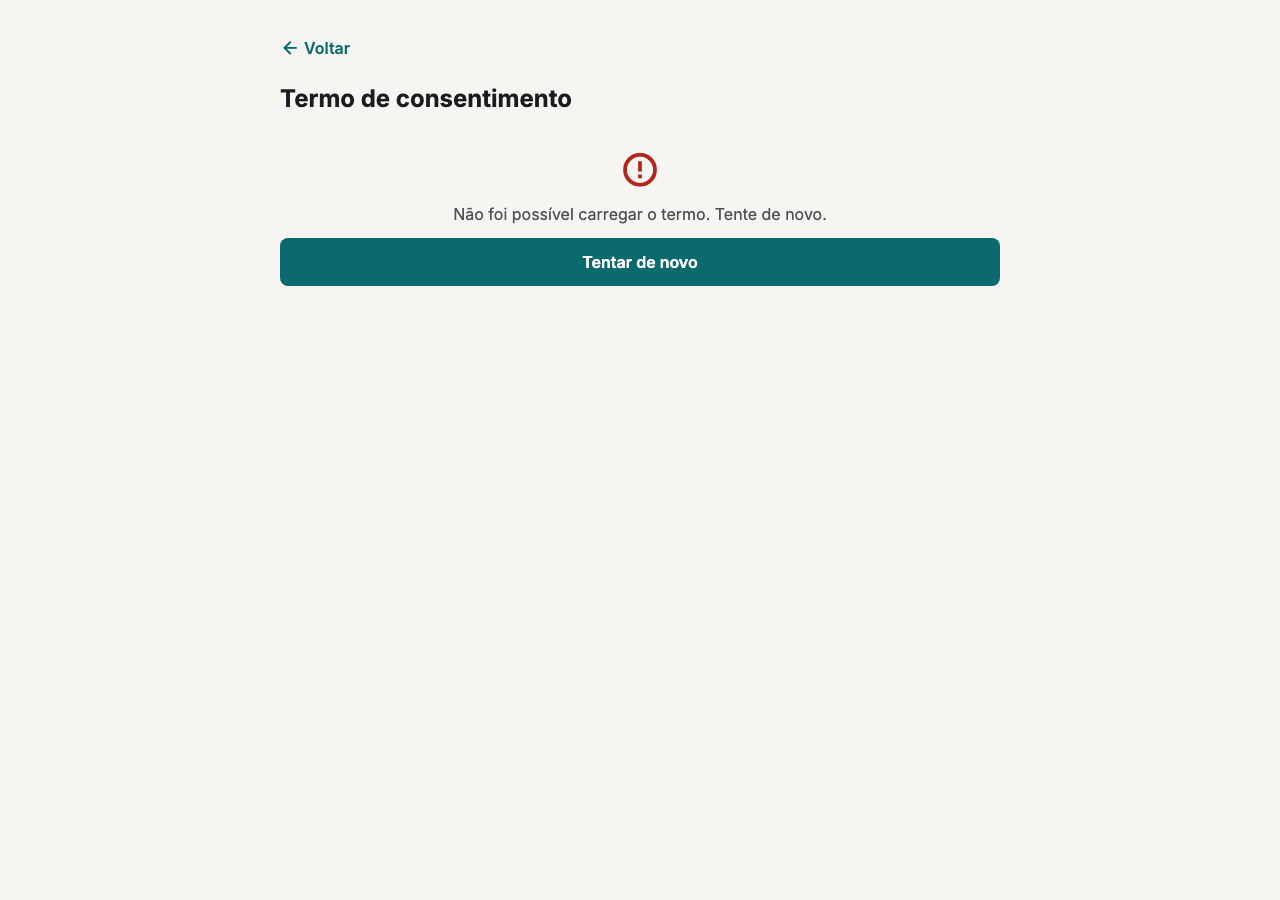 Voltar
Termo de consentimento
Não foi possível carregar o termo. Tente de novo.
Tentar de novo